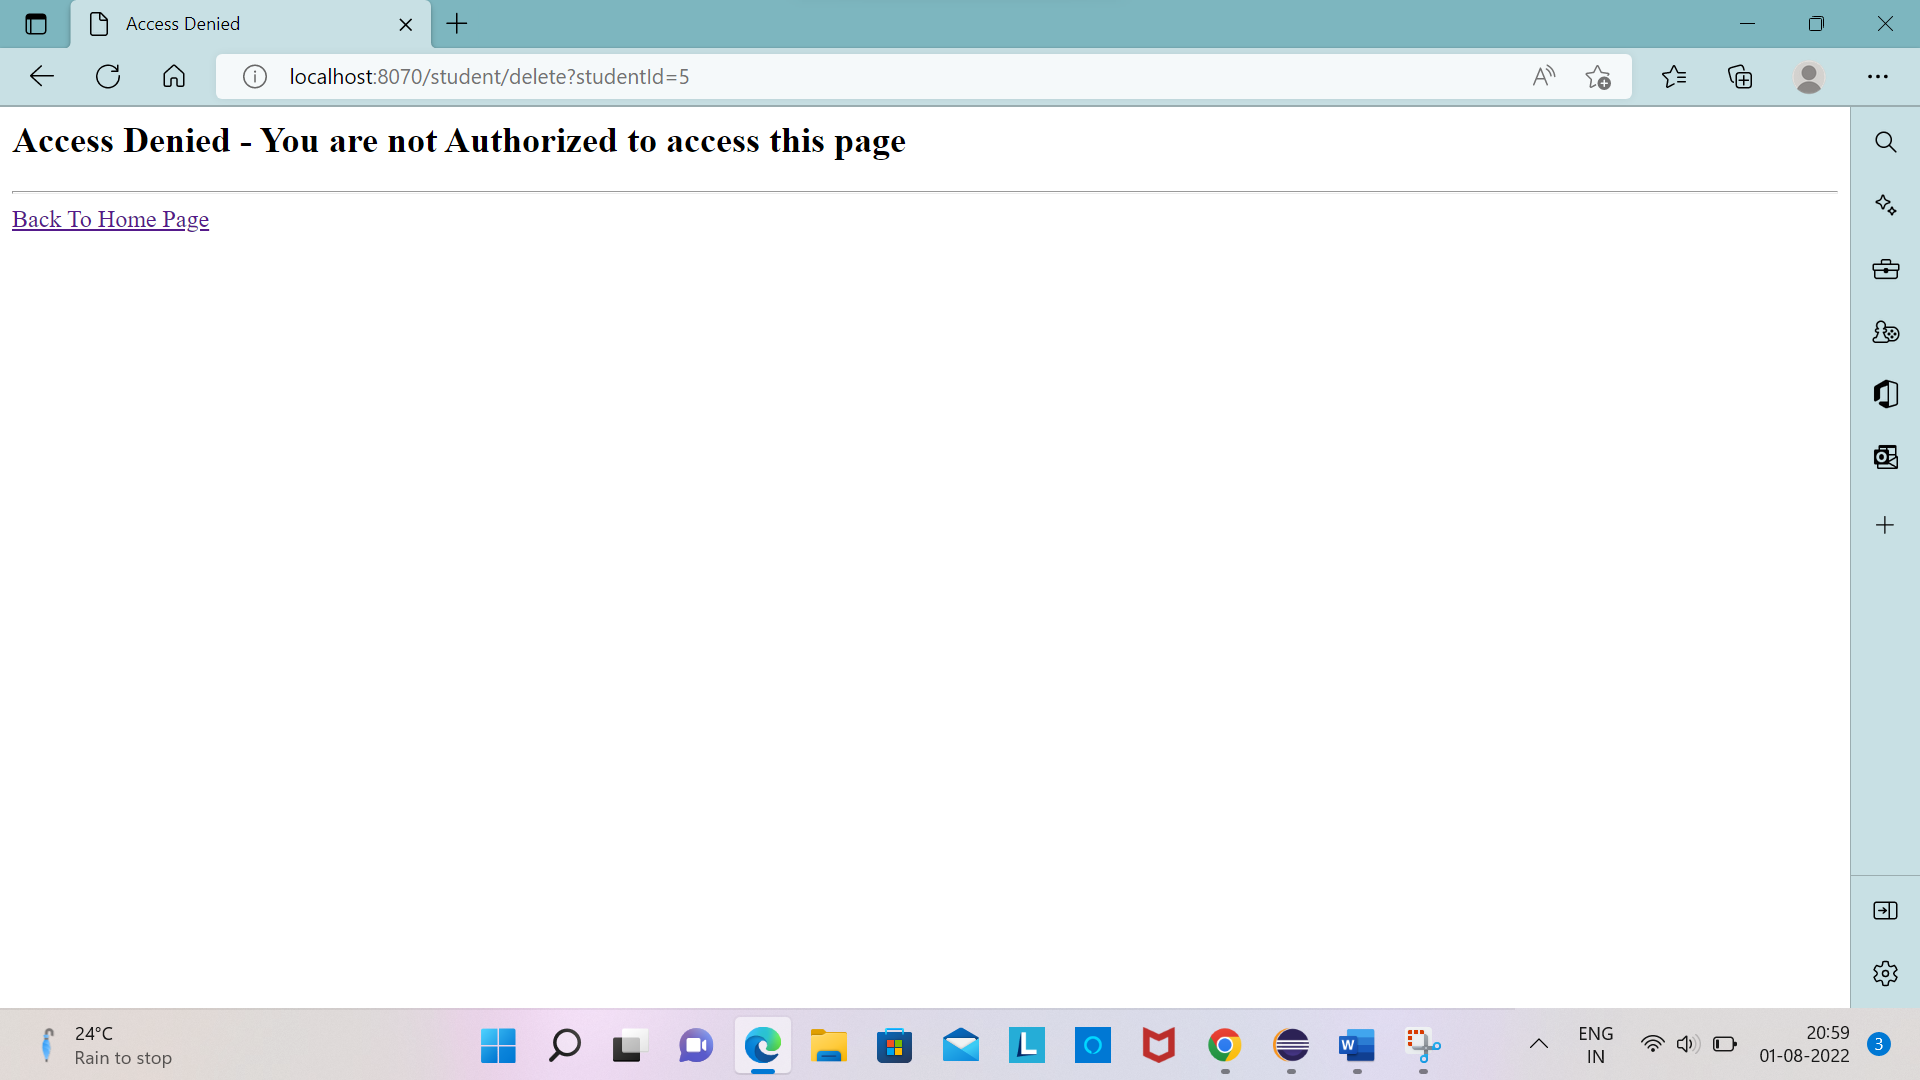 Access Denied
localhost:8070/student/delete?studentId=5
Access Denied - You are not Authorized to access this page
Back To Home Page
24°C
Rain to stop
ENG
IN
20:59
01-08-2022
3